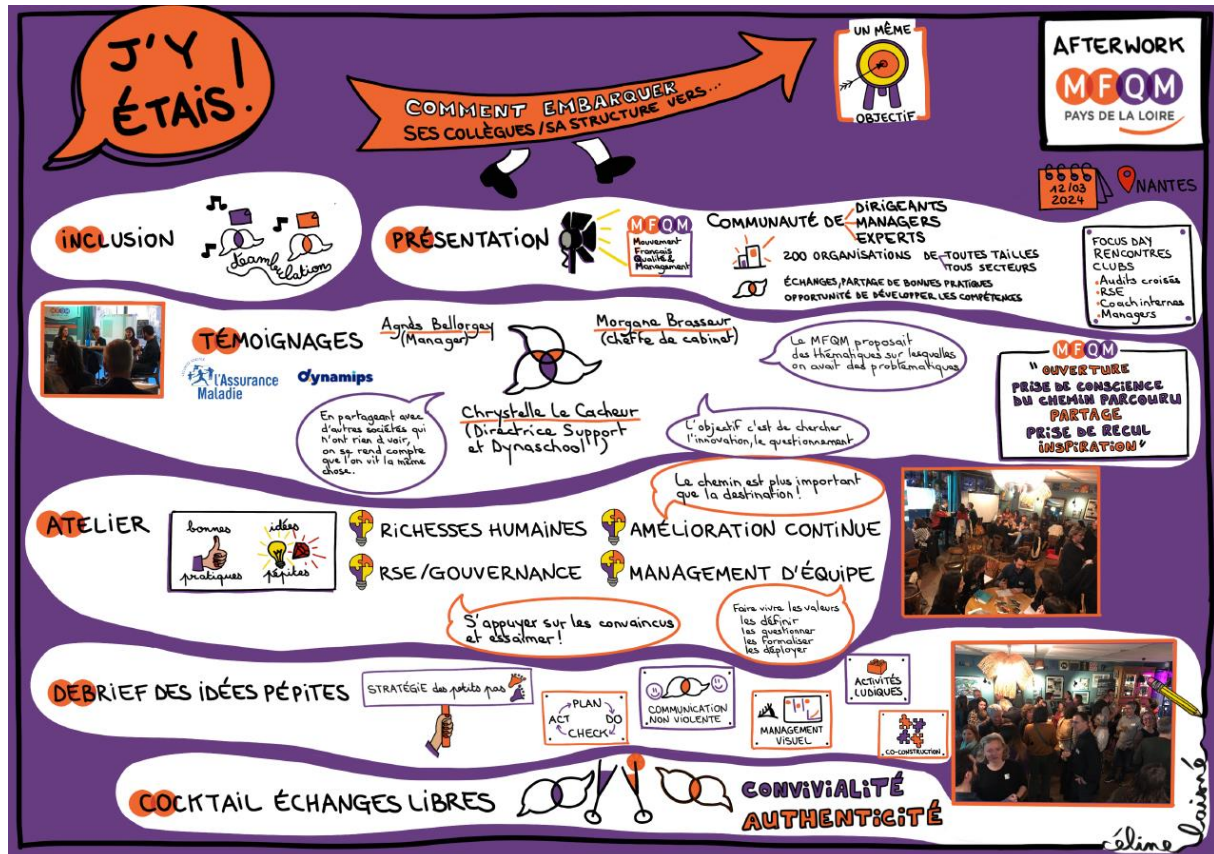 J'Y
ÉTAIS!
COMMENT EMBARQUER
SES COLLÈGUES/SA STRUCTURE VERS...
UN MÊME
OBJECTIF
AFTERWORK
MFQM
PAYS DE LA LOIRE
12/03
2024
NANTES
INCLUSION
PRÉSENTATION
MFQM
Mouvement
Français
Qualité &
Management
COMMUNAUTÉ DE
DIRIGEANTS
MANAGERS
EXPERTS
200 ORGANISATIONS DE
TOUTES TAILLES
TOUS SECTEURS
ÉCHANGES, PARTAGE DE BONNES PRATIQUES
OPPORTUNITÉ DE DÉVELOPPER LES COMPÉTENCES
FOCUS DAY
RENCONTRES
CLUBS
• Audits croisés
• RSE
• Coach internes
• Managers
TÉMOIGNAGES
l'Assurance
Maladie
dynamips
Agnès Bellorgey
(Manager)
Morgane Brasseur
(cheffe de cabinet)
Chrystelle Le Cacheur
(Directrice Support
et Dynaschool)
Le MFQM proposait
des thématiques sur lesquelles
on avait des problématiques
En partageant avec
d'autres sociétés qui
n'ont rien à voir,
on se rend compte
que l'on vit la même
chose.
L'objectif c'est de chercher
l'innovation, le questionnement
MFQM
"OUVERTURE
PRISE DE CONSCIENCE
DU CHEMIN PARCOURU
PARTAGE
PRISE DE RECUL
INSPIRATION"
ATELIER
bonnes
pratiques
idées
pépites
RICHESSES HUMAINES
AMÉLIORATION CONTINUE
RSE/GOUVERNANCE
MANAGEMENT D'ÉQUIPE
Le chemin est plus important
que la destination!
S'appuyer sur les convaincus
et essaimer!
Faire vivre les valeurs
les définir
les questionner
les formaliser
les déployer
DEBRIEF DES IDÉES PÉPITES
STRATÉGIE des petits pas
PLAN
DO
CHECK
ACT
COMMUNICATION
NON VIOLENTE
MANAGEMENT
VISUEL
ACTIVITÉS
LUDIQUES
CO-CONSTRUCTION
COCKTAIL ÉCHANGES LIBRES
CONVIVIALITÉ
AUTHENTICITÉ
céline laisné